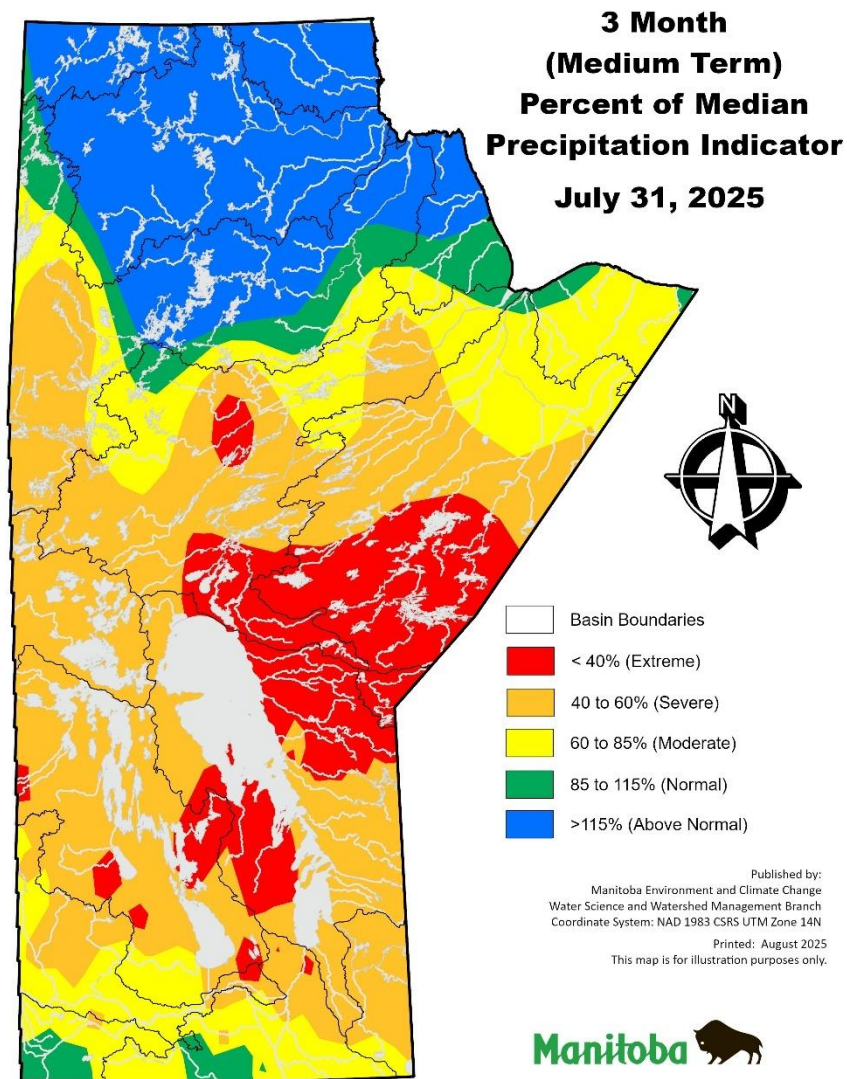 3 Month
(Medium Term)
Percent of Median
Precipitation Indicator
July 31, 2025
N
Basin Boundaries
< 40% (Extreme)
40 to 60% (Severe)
60 to 85% (Moderate)
85 to 115% (Normal)
>115% (Above Normal)
Published by:
Manitoba Environment and Climate Change
Water Science and Watershed Management Branch
Coordinate System: NAD 1983 CSRS UTM Zone 14N
Printed: August 2025
This map is for illustration purposes only.
Manitoba